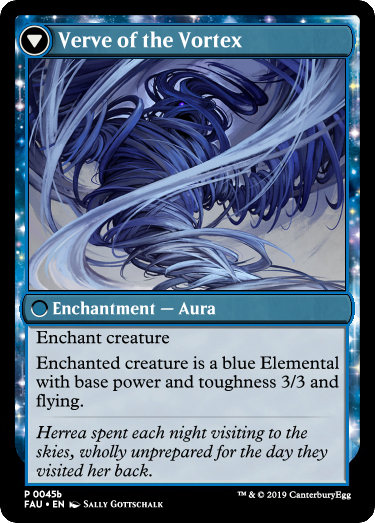 Verve of the Vortex
Enchantment — Aura
Enchant creature
Enchanted creature is a blue Elemental
with base power and toughness 3/3 and
flying.
Herrea spent each night visiting to the
skies, wholly unprepared for the day they
visited her back.
P 0045b
FAU • EN SALLY GOTTSCHALK
™ & © 2019 CanterburyEgg